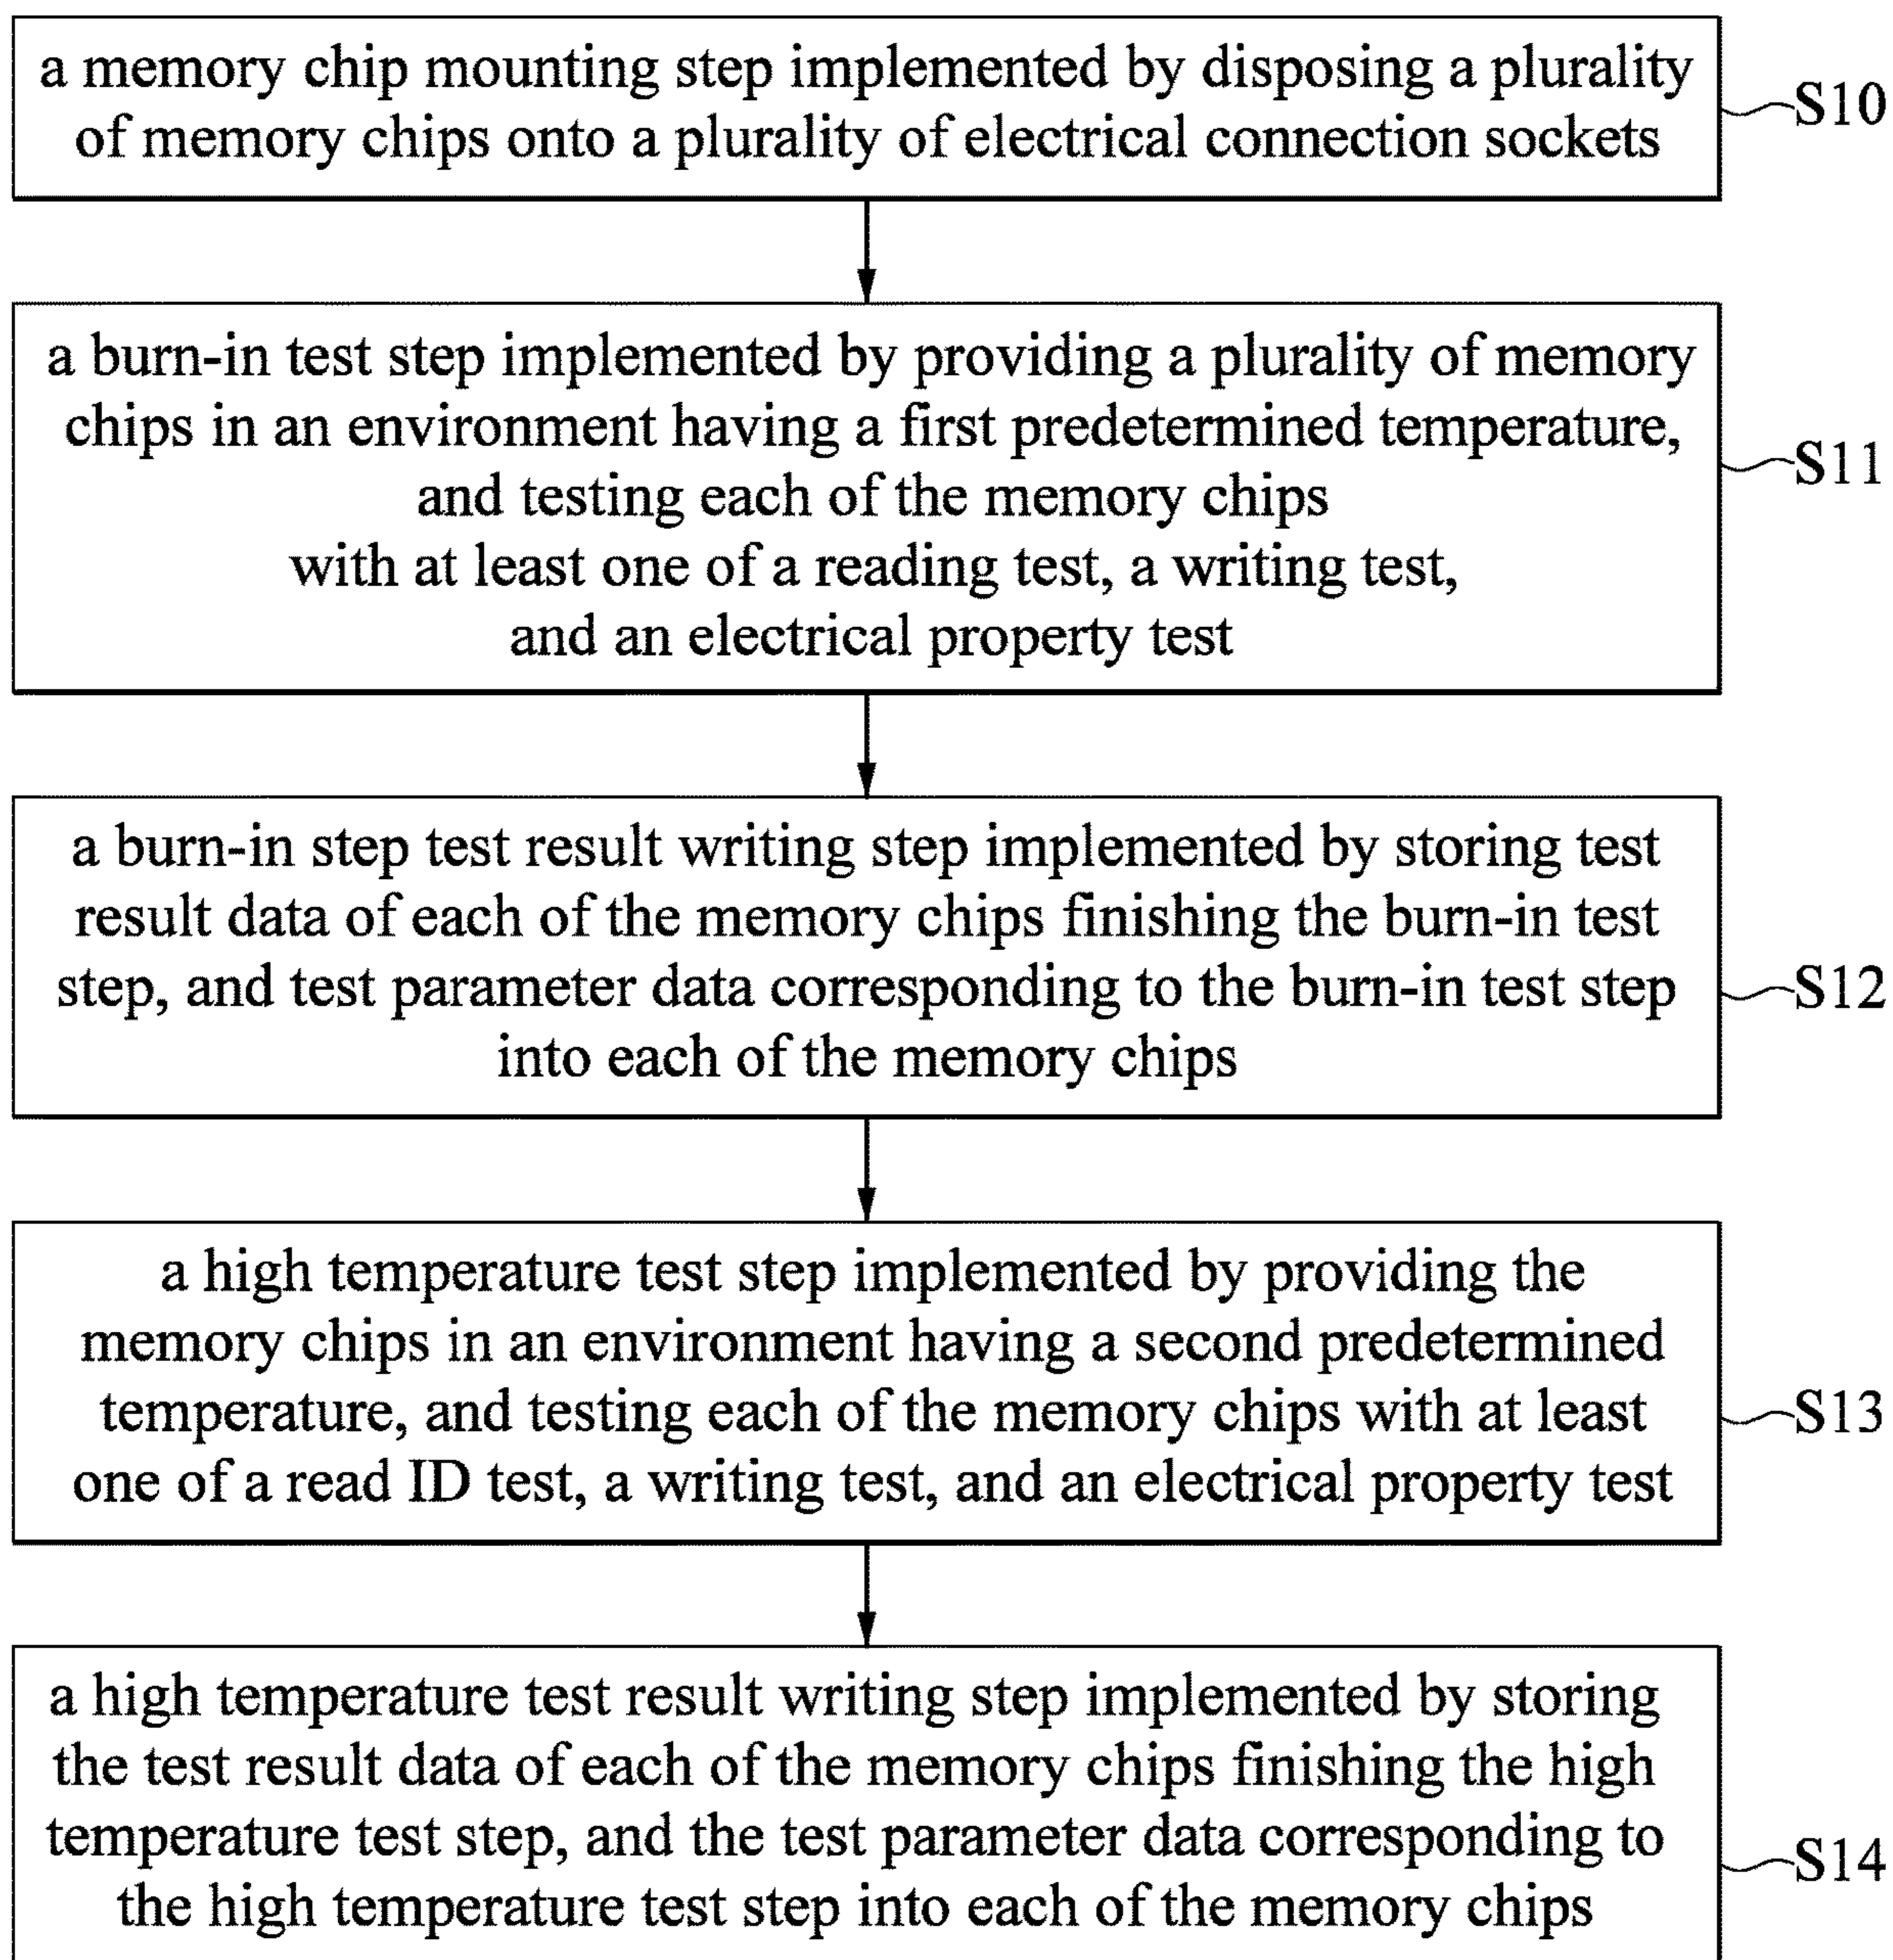 a memory chip mounting step implemented by disposing a plurality
of memory chips onto a plurality of electrical connection sockets
S10
a burn-in test step implemented by providing a plurality of memory
chips in an environment having a first predetermined temperature,
and testing each of the memory chips
with at least one of a reading test, a writing test,
and an electrical property test
S11
a burn-in step test result writing step implemented by storing test
result data of each of the memory chips finishing the burn-in test
step, and test parameter data corresponding to the burn-in test step
into each of the memory chips
S12
a high temperature test step implemented by providing the
memory chips in an environment having a second predetermined
temperature, and testing each of the memory chips with at least
one of a read ID test, a writing test, and an electrical property test
S13
a high temperature test result writing step implemented by storing
the test result data of each of the memory chips finishing the high
temperature test step, and the test parameter data corresponding to
the high temperature test step into each of the memory chips
S14